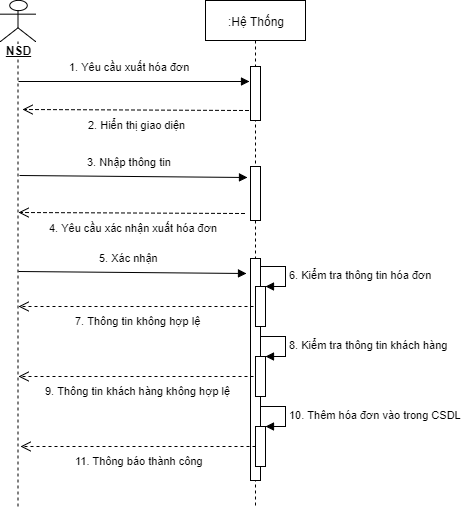 :Hệ Thống
NSD
1. Yêu cầu xuất hóa đơn
2. Hiển thị giao diện
3. Nhập thông tin
4. Yêu cầu xác nhận xuất hóa đơn
5. Xác nhận
6. Kiểm tra thông tin hóa đơn
7. Thông tin không hợp lệ
8. Kiểm tra thông tin khách hàng
9. Thông tin khách hàng không hợp lệ
10. Thêm hóa đơn vào trong CSDL
11. Thông báo thành công